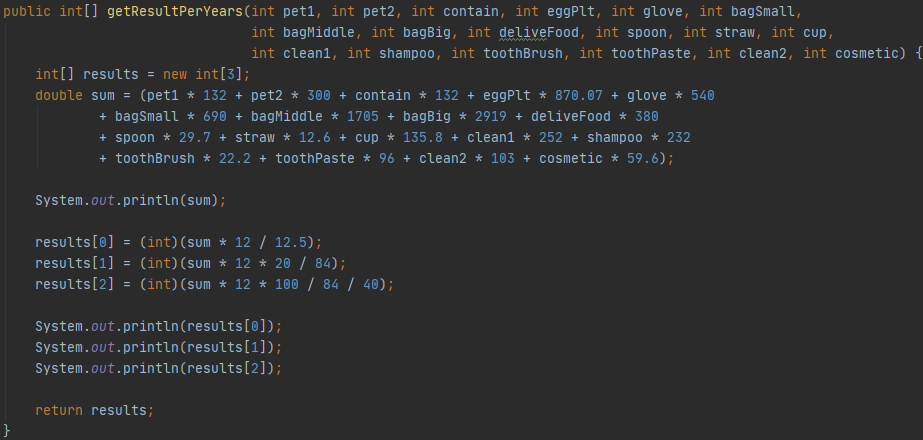 public int[] getResultPerYears(int pet1, int pet2, int contain, int eggPlt, int glove, int bagSmall,
int bagMiddle, int bagBig, int deliveFood, int spoon, int straw, int cup,
int clean1, int shampoo, int toothBrush, int toothPaste, int clean2, int cosmetic) {
int[] results = new int[3];
double sum = (pet1 * 132 + pet2 * 300 + contain * 132 + eggPlt * 870.07 + glove * 540
+ bagSmall * 690 + bagMiddle * 1705 + bagBig * 2919 + deliveFood * 380
+ spoon * 29.7 + straw * 12.6 + cup * 135.8 + clean1 * 252 + shampoo * 232
+ toothBrush * 22.2 + toothPaste * 96 + clean2 * 103 + cosmetic * 59.6);
System.out.println(sum);
results[0] = (int)(sum * 12 / 12.5);
results[1] = (int)(sum * 12 * 20 / 84);
results[2] = (int)(sum * 12 * 100 / 84 / 40);
System.out.println(results[0]);
System.out.println(results[1]);
System.out.println(results[2]);
return results;
}